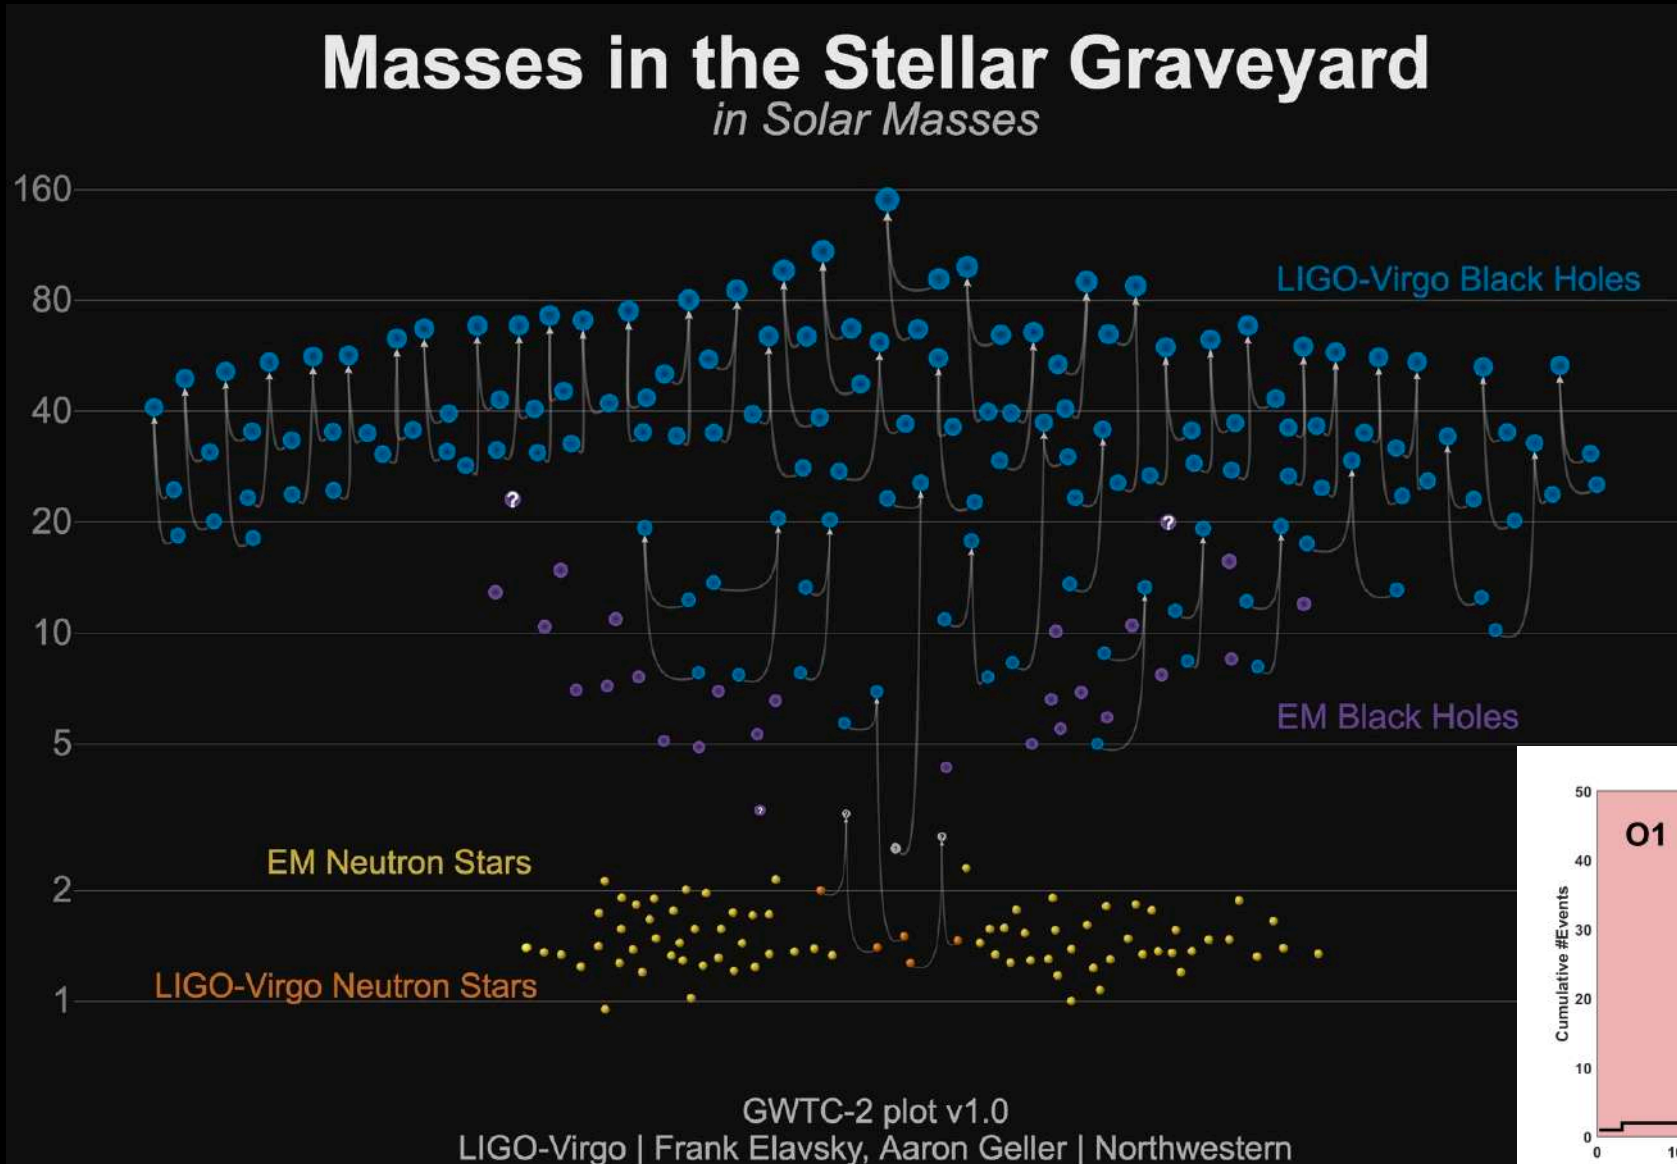 Masses in the Stellar Graveyard
in Solar Masses
160
LIGO-Virgo Black Holes
80
40
?
20
?
10
EM Black Holes
5
?
?
?
?
EM Neutron Stars
2
LIGO-Virgo Neutron Stars
1
GWTC-2 plot v1.0
LIGO-Virgo | Frank Elavsky, Aaron Geller | Northwestern
50
O1
40
Cumulative #Events
30
20
10
0
0